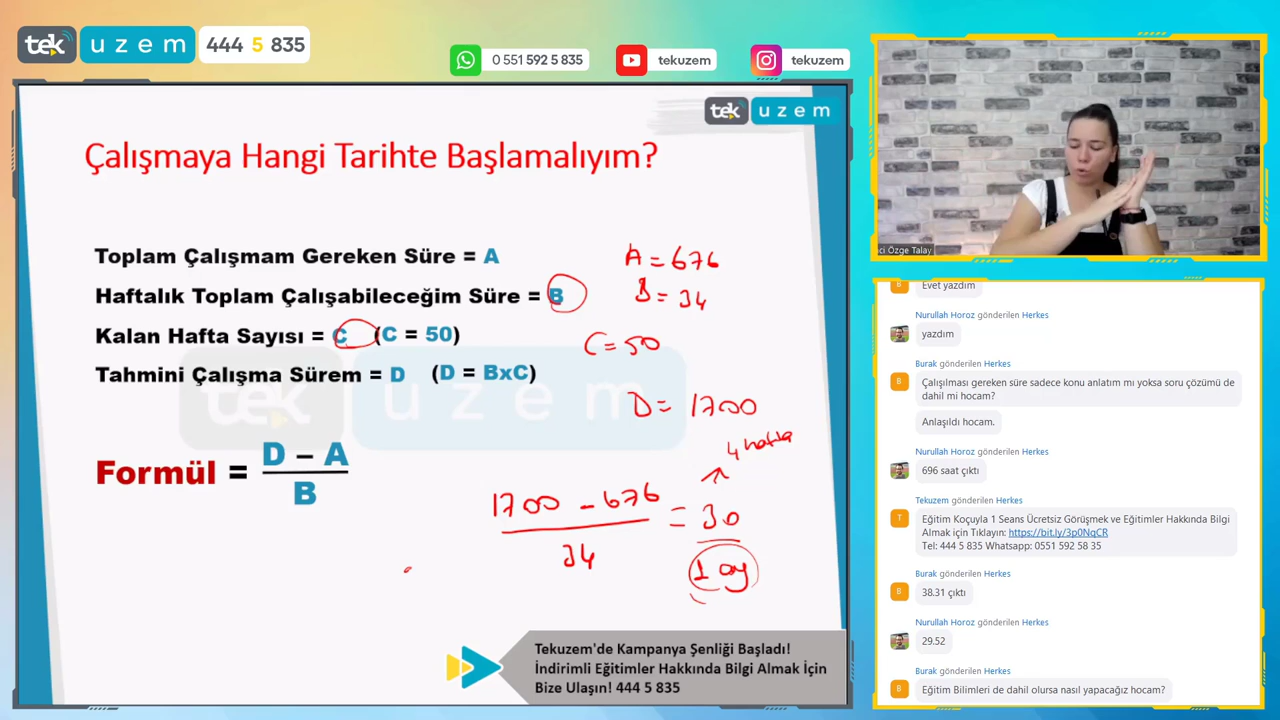 tek uzem 444 5 835
0 551 592 5 835
tekuzem
tekuzem
tek uzem
Çalışmaya Hangi Tarihte Başlamalıyım?
Toplam Çalışmam Gereken Süre = A
Haftalık Toplam Çalışabileceğim Süre = B
Kalan Hafta Sayısı = C (C = 50)
Tahmini Çalışma Sürem = D (D = BxC)
tek uzem
Formül = D – A
B
A = 676
B = 34
C = 50
D = 1700
4 hafta
1700 - 676 = 30
34
1 ay
Tekuzem'de Kampanya Şenliği Başladı!
İndirimli Eğitimler Hakkında Bilgi Almak İçin
Bize Ulaşın! 444 5 835
ci Özge Talay
B
Evet yazdım
Nurullah Horoz gönderilen Herkes
yazdım
Burak gönderilen Herkes
B
Çalışılması gereken süre sadece konu anlatım mı yoksa soru çözümü de
dahil mi hocam?
Anlaşıldı hocam.
Nurullah Horoz gönderilen Herkes
696 saat çıktı
Tekuzem gönderilen Herkes
T
Eğitim Koçuyla 1 Seans Ücretsiz Görüşmek ve Eğitimler Hakkında Bilgi
Almak için Tıklayın: https://bit.ly/3p0NqCR
Tel: 444 5 835 Whatsapp: 0551 592 58 35
Burak gönderilen Herkes
B
38.31 çıktı
Nurullah Horoz gönderilen Herkes
29.52
Burak gönderilen Herkes
B
Eğitim Bilimleri de dahil olursa nasıl yapacağız hocam?